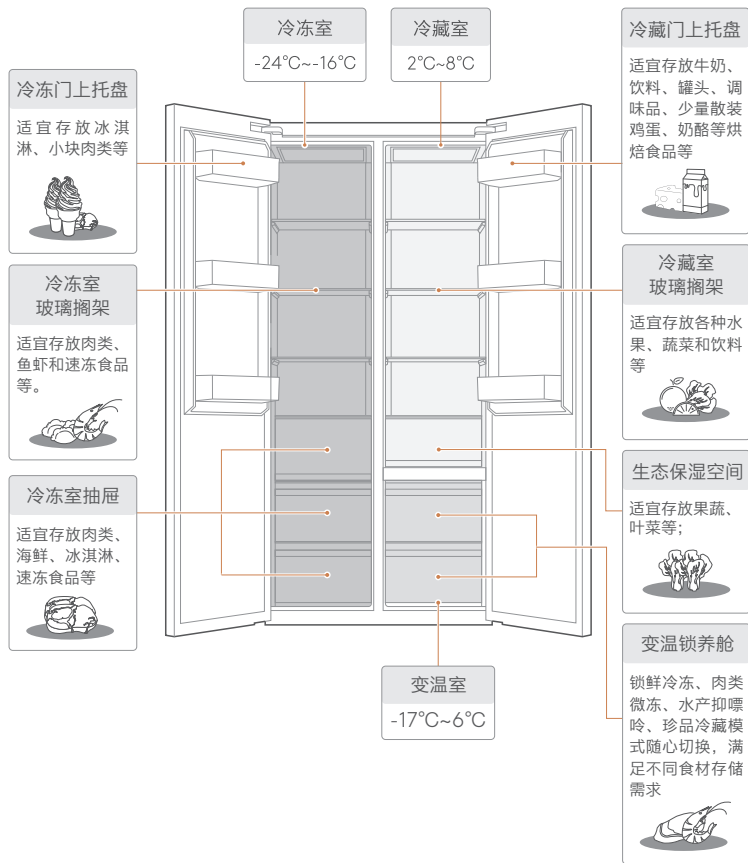 冷冻室
-24°C~-16°C
冷藏室
2°C~8°C
冷冻门上托盘
适宜存放冰淇
淋、小块肉类等
冷冻室
玻璃搁架
适宜存放肉类、
鱼虾和速冻食品
等。
冷冻室抽屉
适宜存放肉类、
海鲜、冰淇淋、
速冻食品等
冷藏门上托盘
适宜存放牛奶、
饮料、罐头、调
味品、少量散装
鸡蛋、奶酪等烘
焙食品等
冷藏室
玻璃搁架
适宜存放各种水
果、蔬菜和饮料
等
生态保湿空间
适宜存放果蔬、
叶菜等;
变温锁养舱
锁鲜冷冻、肉类
微冻、水产抑嘌
呤、珍品冷藏模
式随心切换，满
足不同食材存储
需求
变温室
-17°C~6°C